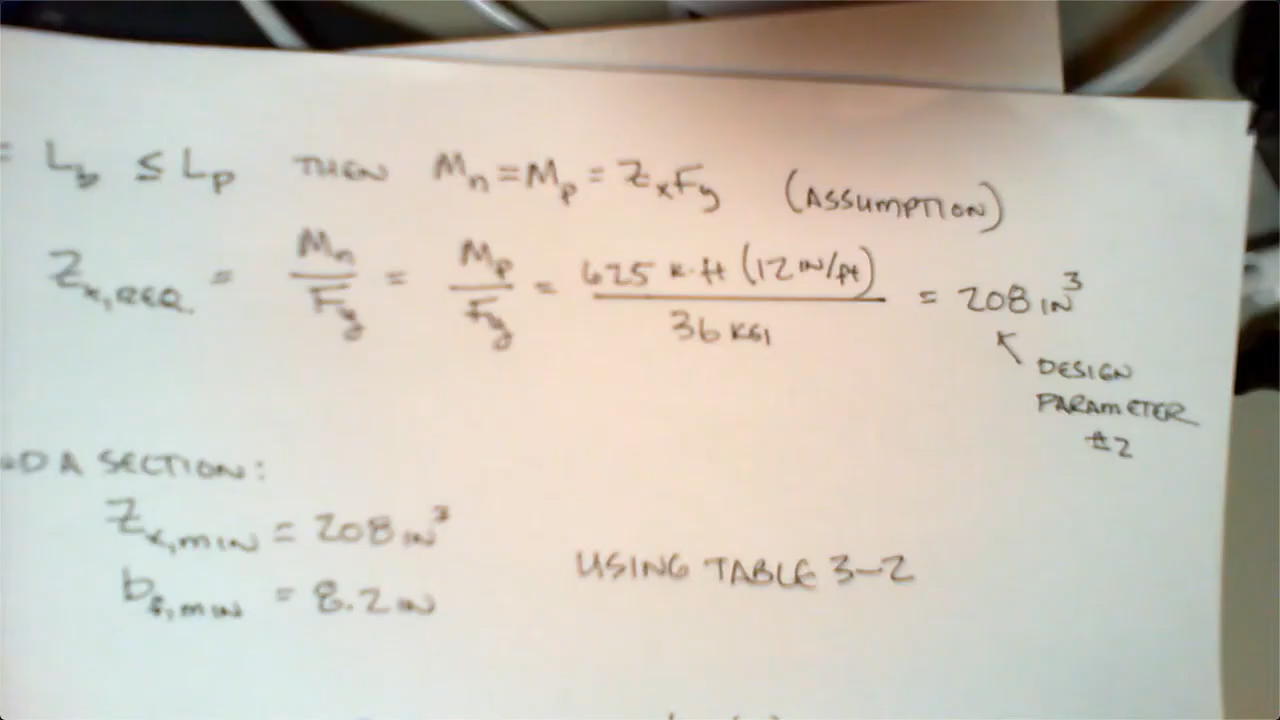 = Lb ≤ Lp THEN Mn = Mp = ZxFy (ASSUMPTION)
Zx,REQ. = Mn/Fy = Mp/Fy = 625 k·ft (12 IN/ft)/36 KSI = 208 IN³
DESIGN
PARAMETER
#2
D A SECTION:
Zx,MIN = 208 IN³
bf,MIN = 8.2 IN
USING TABLE 3-2